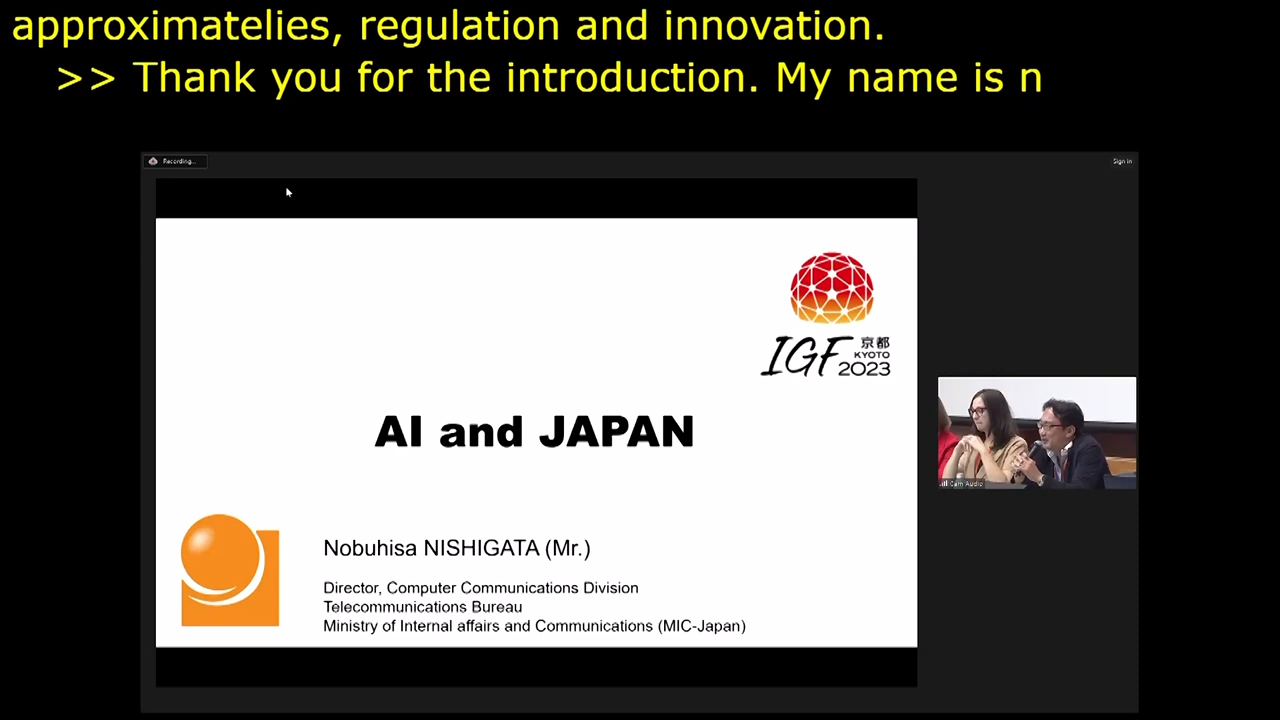 approximatelies, regulation and innovation.
>> Thank you for the introduction. My name is n
Recording...
Sign in
IGF 京都
KYOTO
2023
AI and JAPAN
Cam Audio
Nobuhisa NISHIGATA (Mr.)
Director, Computer Communications Division
Telecommunications Bureau
Ministry of Internal affairs and Communications (MIC-Japan)